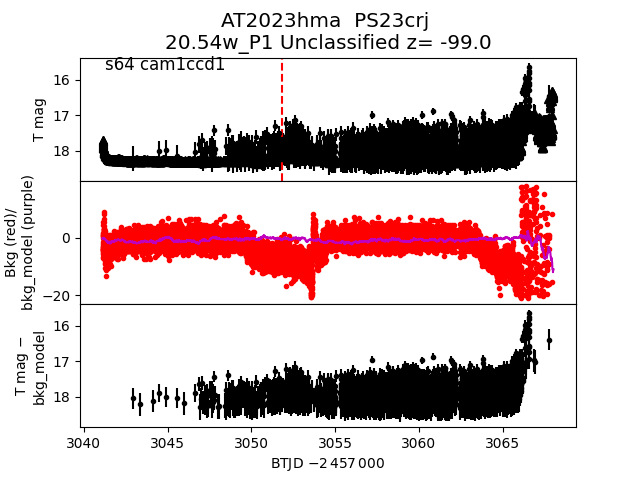 AT2023hma  PS23crj
20.54w_P1 Unclassified z= -99.0
s64 cam1ccd1
T mag
16
17
18
Bkg (red)/
bkg_model (purple)
0
−20
T mag −
bkg_model
16
17
18
3040 3045 3050 3055 3060 3065
BTJD −2 457 000